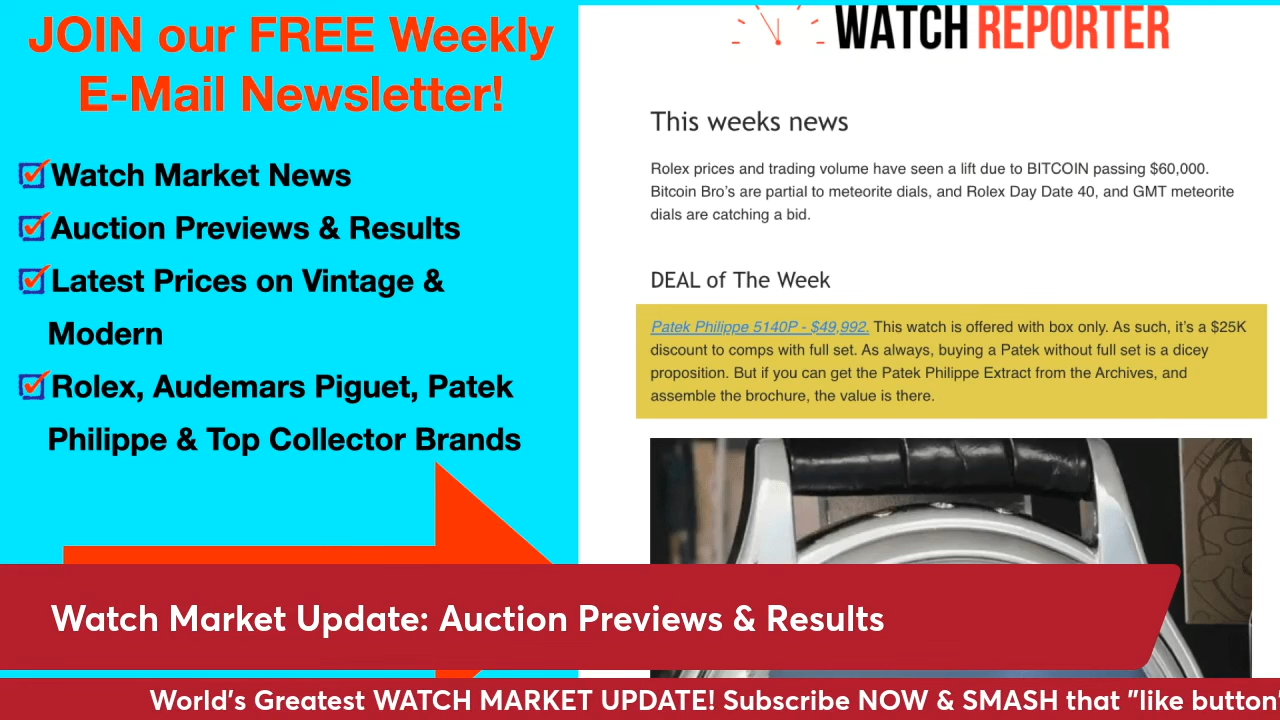 JOIN our FREE Weekly
E-Mail Newsletter!
Watch Market News
Auction Previews & Results
Latest Prices on Vintage &
Modern
Rolex, Audemars Piguet, Patek
Philippe & Top Collector Brands
WATCH REPORTER
This weeks news
Rolex prices and trading volume have seen a lift due to BITCOIN passing $60,000.
Bitcoin Bro's are partial to meteorite dials, and Rolex Day Date 40, and GMT meteorite
dials are catching a bid.
DEAL of The Week
Patek Philippe 5140P - $49,992. This watch is offered with box only. As such, it's a $25K
discount to comps with full set. As always, buying a Patek without full set is a dicey
proposition. But if you can get the Patek Philippe Extract from the Archives, and
assemble the brochure, the value is there.
Watch Market Update: Auction Previews & Results
World's Greatest WATCH MARKET UPDATE! Subscribe NOW & SMASH that "like button"